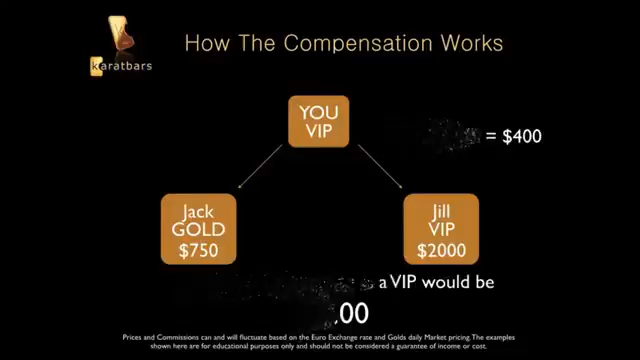 How The Compensation Works
karatbars
YOU
VIP
= $400
Jack
GOLD
$750
Jill
VIP
$2000
a VIP would be
.00
Prices and Commissions can and will fluctuate based on the Euro Exchange rate and Golds daily Market pricing. The examples
shown here are for educational purposes only and should not be considered a guarantee of income or cost.